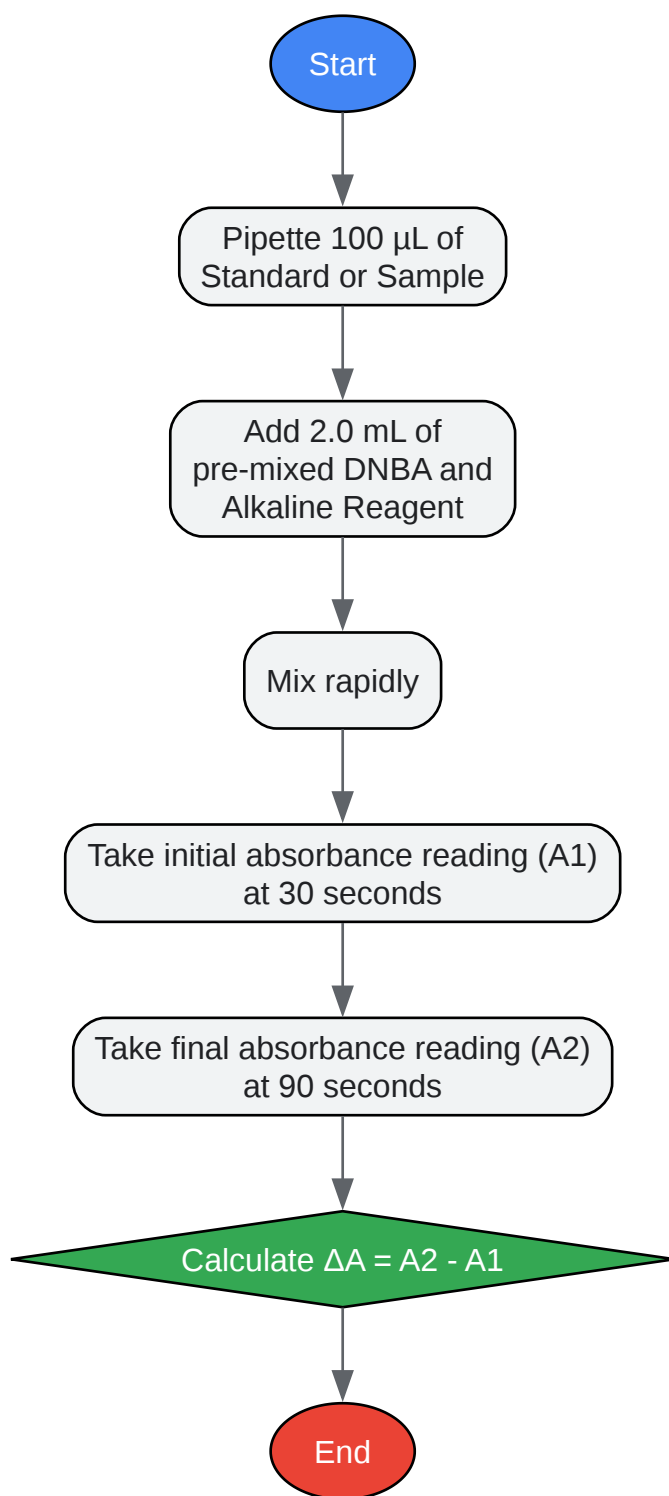 Start
Pipette 100 µL of
Standard or Sample
Add 2.0 mL of
pre-mixed DNBA and
Alkaline Reagent
Mix rapidly
Take initial absorbance reading (A1)
at 30 seconds
Take final absorbance reading (A2)
at 90 seconds
Calculate ΔA = A2 - A1
End